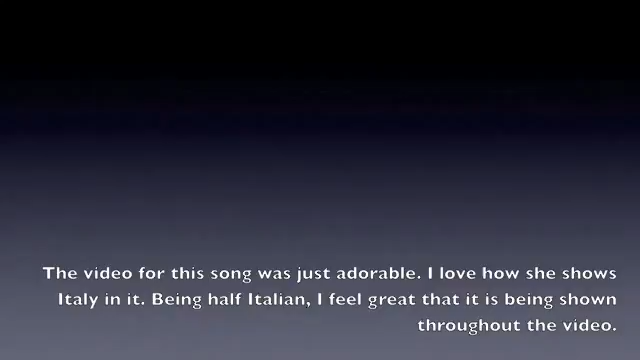 The video for this song was just adorable. I love how she shows
Italy in it. Being half Italian, I feel great that it is being shown
throughout the video.